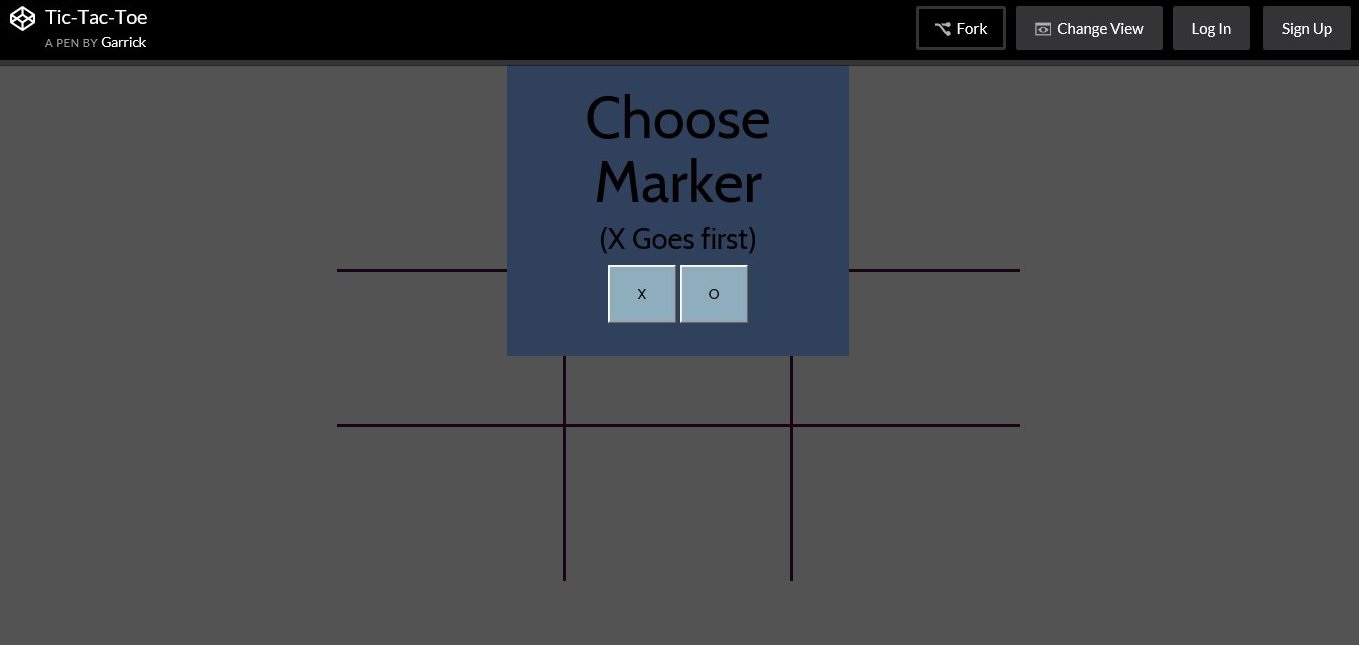 Tic-Tac-Toe
A PEN BY Garrick
Fork
Change View
Log In
Sign Up
Choose
Marker
(X Goes first)
X
O